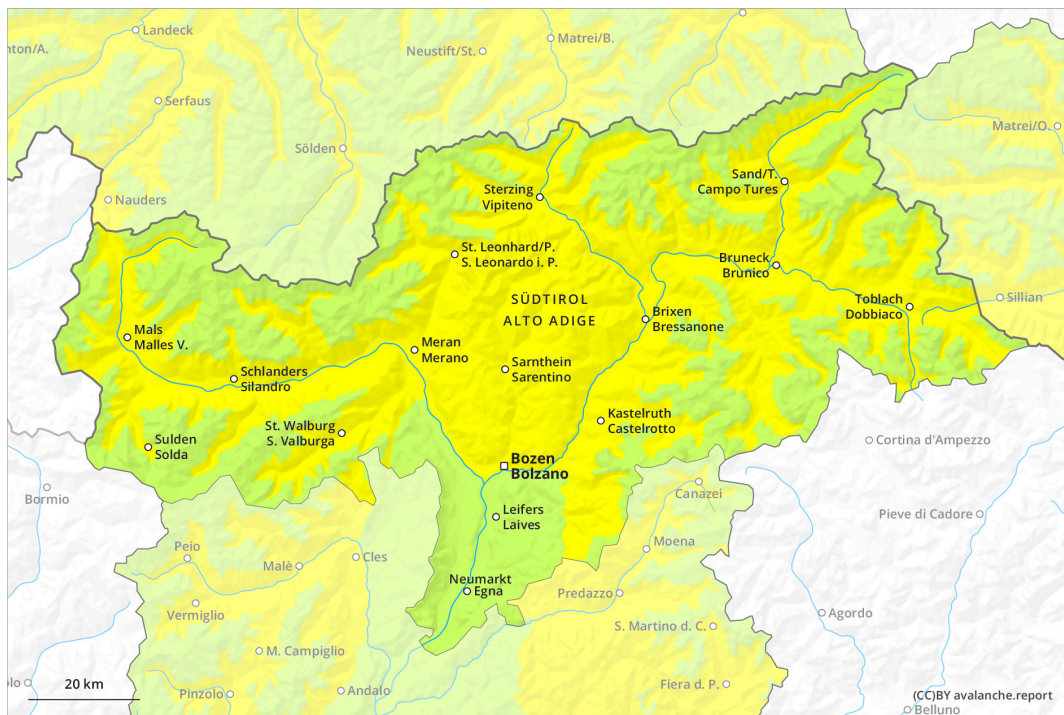 Landeck
nton/A.
Neustift/St.
Matrei/B.
Serfaus
Matrei/O.
Sölden
Nauders
Sand/T.
Campo Tures
Sterzing
Vipiteno
St. Leonhard/P.
S. Leonardo i. P.
Bruneck
Brunico
SÜDTIROL
ALTO ADIGE
Toblach
Dobbiaco
Sillian
Brixen
Bressanone
Mals
Malles V.
Meran
Merano
Schlanders
Silandro
Sarnthein
Sarentino
Kastelruth
Castelrotto
St. Walburg
S. Valburga
Sulden
Solda
Cortina d'Ampezzo
Bozen
Bolzano
Bormio
Canazei
Leifers
Laives
Pieve di Cadore
Peio
Malè
Cles
Moena
Neumarkt
Egna
Predazzo
Vermiglio
Agordo
S. Martino d. C.
M. Campiglio
20 km
olo
Pinzolo
Andalo
Fiera d. P.
(CC)BY avalanche.report
Belluno